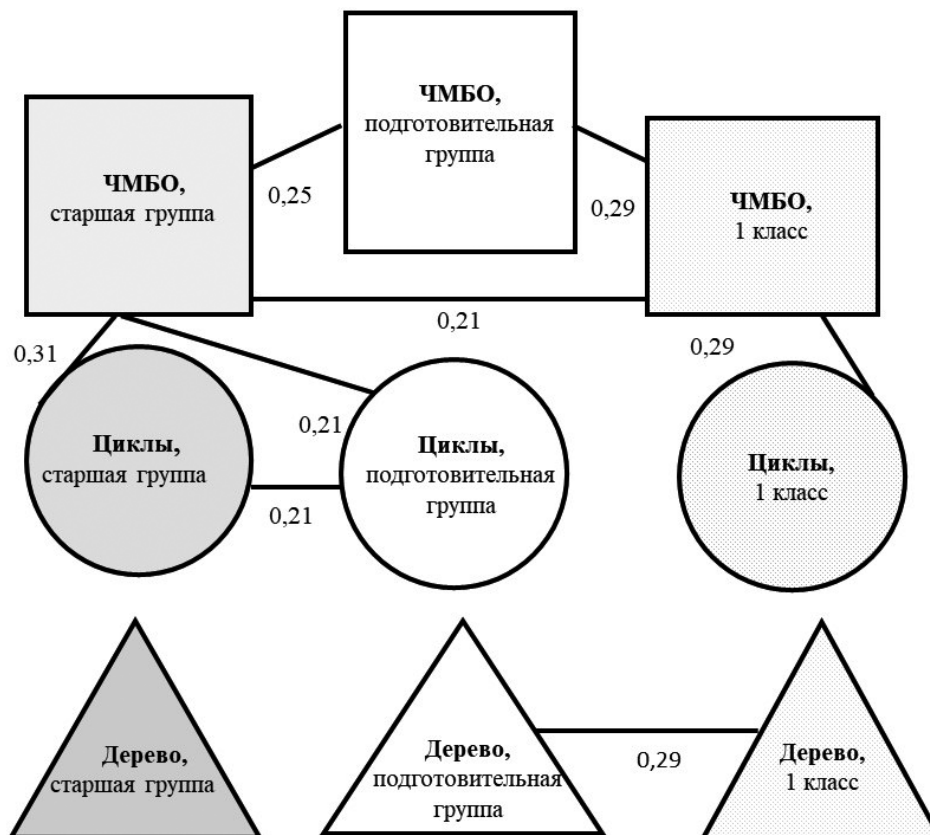 ЧМБО,
подготовительная
группа
ЧМБО,
старшая группа
ЧМБО,
1 класс
0,25
0,29
0,21
0,31
0,29
0,21
Циклы,
старшая группа
Циклы,
подготовительная
группа
Циклы,
1 класс
0,21
Дерево,
старшая группа
Дерево,
подготовительная
группа
Дерево,
1 класс
0,29